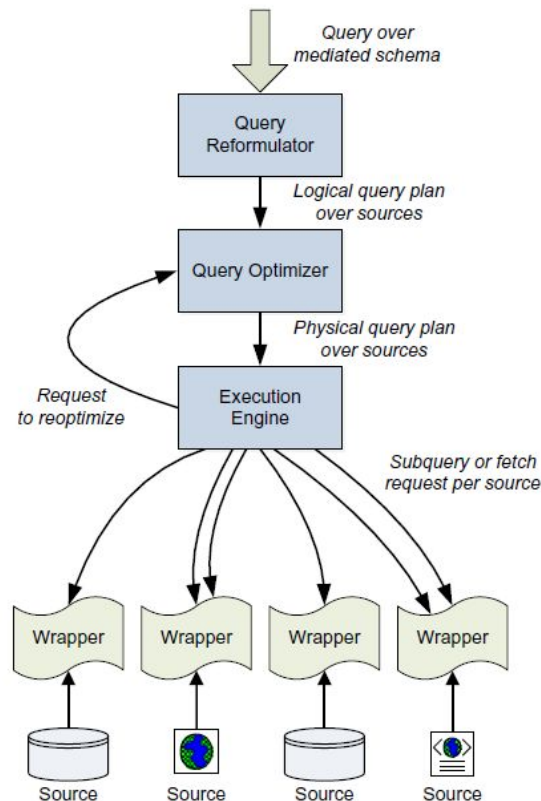 Query over
mediated schema
Query
Reformulator
Logical query plan
over sources
Query Optimizer
Physical query plan
over sources
Request
to reoptimize
Execution
Engine
Subquery or fetch
request per source
Wrapper
Wrapper
Wrapper
Wrapper
Source
Source
Source
Source